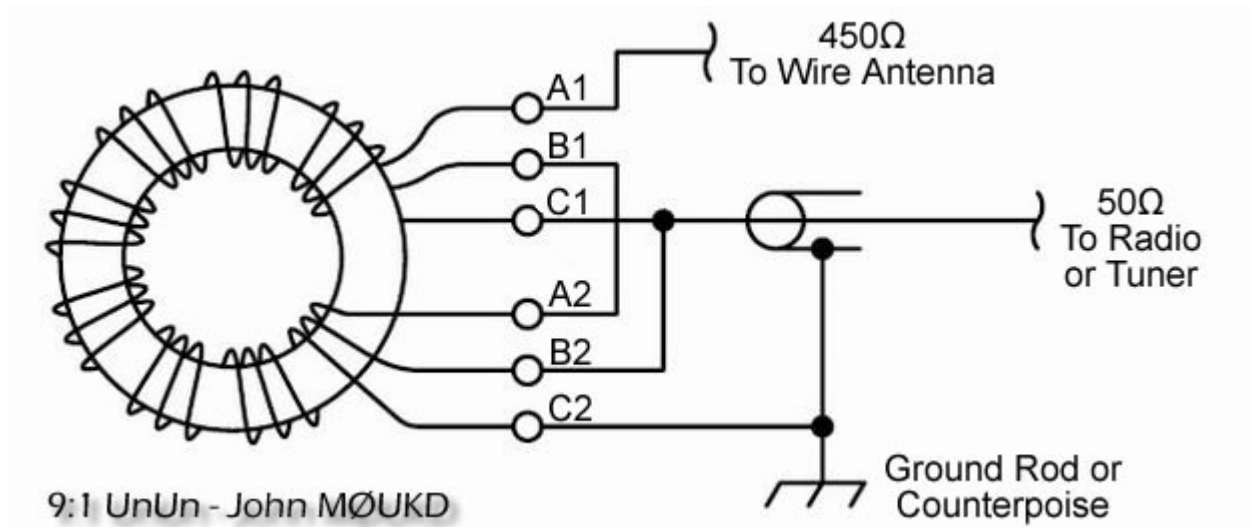 450Ω
To Wire Antenna
A1
B1
C1
50Ω
To Radio
or Tuner
A2
B2
C2
Ground Rod or
Counterpoise
9:1 UnUn - John MØUKD